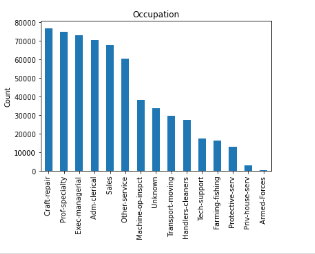 Occupation
80000
70000
60000
50000
40000
30000
20000
10000
0
Count
Craft-repair
Prof-specialty
Exec-managerial
Adm-clerical
Sales
Other-service
Machine-op-inspct
Unknown
Transport-moving
Handlers-cleaners
Tech-support
Farming-fishing
Protective-serv
Priv-house-serv
Armed-Forces